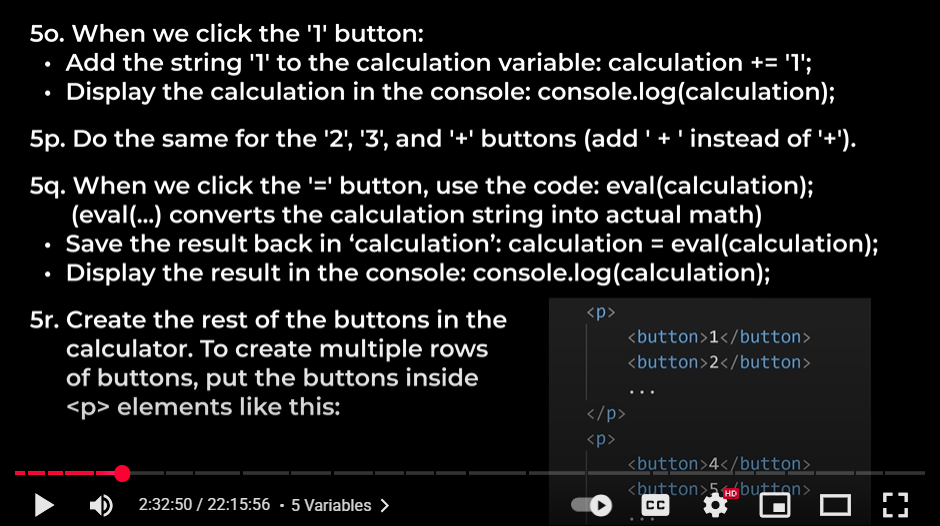 5o. When we click the '1' button:
• Add the string '1' to the calculation variable: calculation += '1';
• Display the calculation in the console: console.log(calculation);
5p. Do the same for the '2', '3', and '+' buttons (add ' + ' instead of '+').
5q. When we click the '=' button, use the code: eval(calculation);
(eval(...) converts the calculation string into actual math)
• Save the result back in ‘calculation’: calculation = eval(calculation);
• Display the result in the console: console.log(calculation);
5r. Create the rest of the buttons in the
calculator. To create multiple rows
of buttons, put the buttons inside
<p> elements like this:
<p>
<button>1</button>
<button>2</button>
...
</p>
<p>
<button>4</button>
<button>5</button>
...
2:32:50 / 22:15:56 • 5 Variables >
CC
HD